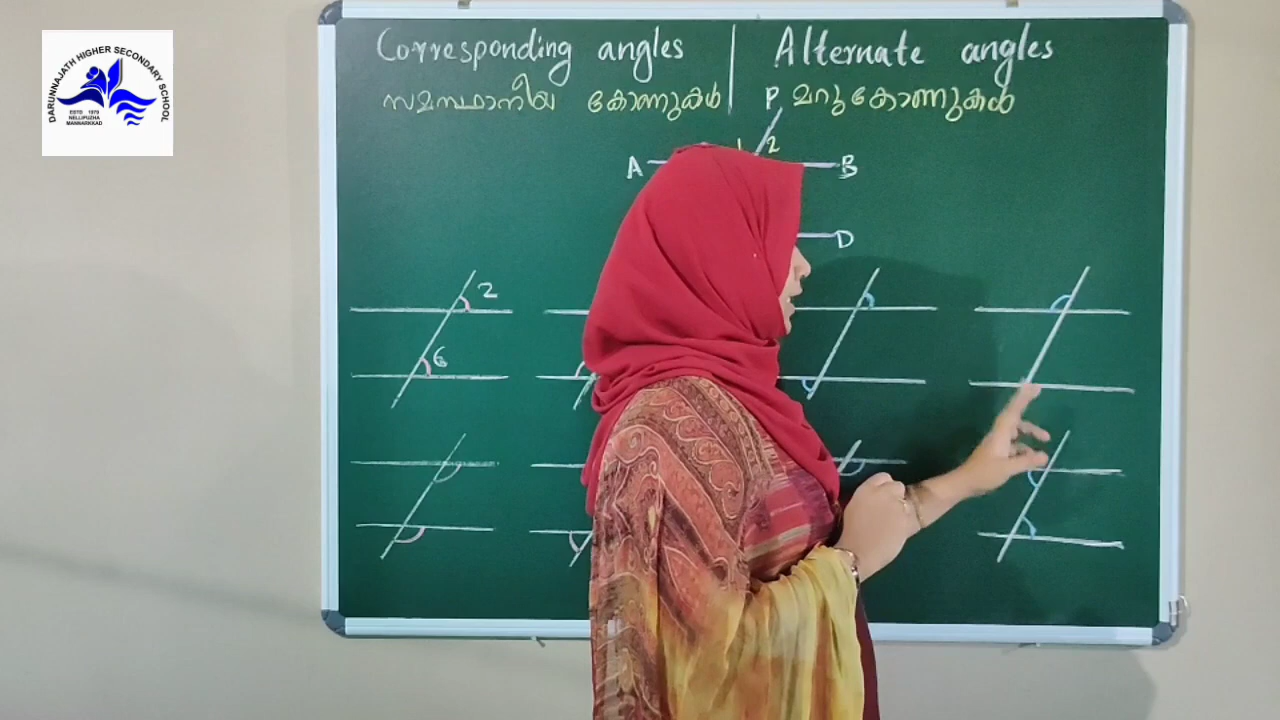 DARUNNAJATH HIGHER SECONDARY SCHOOL
ESTD 1976
NELLIPUZHA
MANNARKKAD
Corresponding angles | Alternate angles
സമസ്ഥാനീയ കോണുകൾ | മറുകോണുകൾ
P
1 2
A B
D
2
6